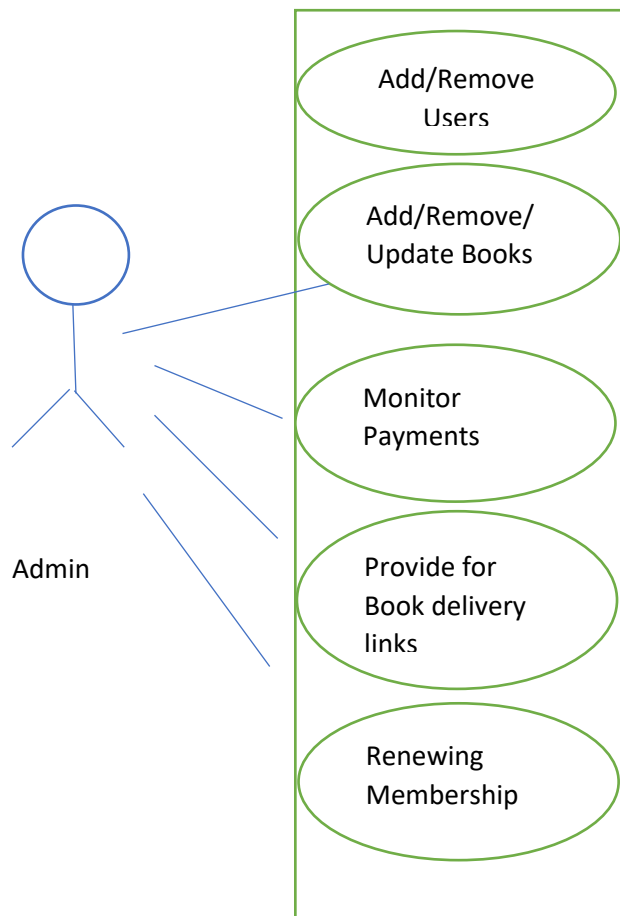 Add/Remove
Users
Add/Remove/
Update Books
Monitor
Payments
Admin
Provide for
Book delivery
links
Renewing
Membership